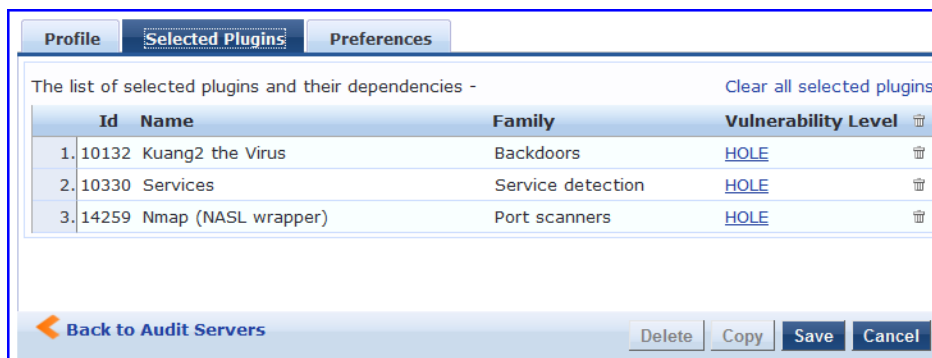 Profile Selected Plugins Preferences
The list of selected plugins and their dependencies - Clear all selected plugins
Id Name Family Vulnerability Level
1. 10132 Kuang2 the Virus Backdoors HOLE
2. 10330 Services Service detection HOLE
3. 14259 Nmap (NASL wrapper) Port scanners HOLE
Back to Audit Servers Delete Copy Save Cancel